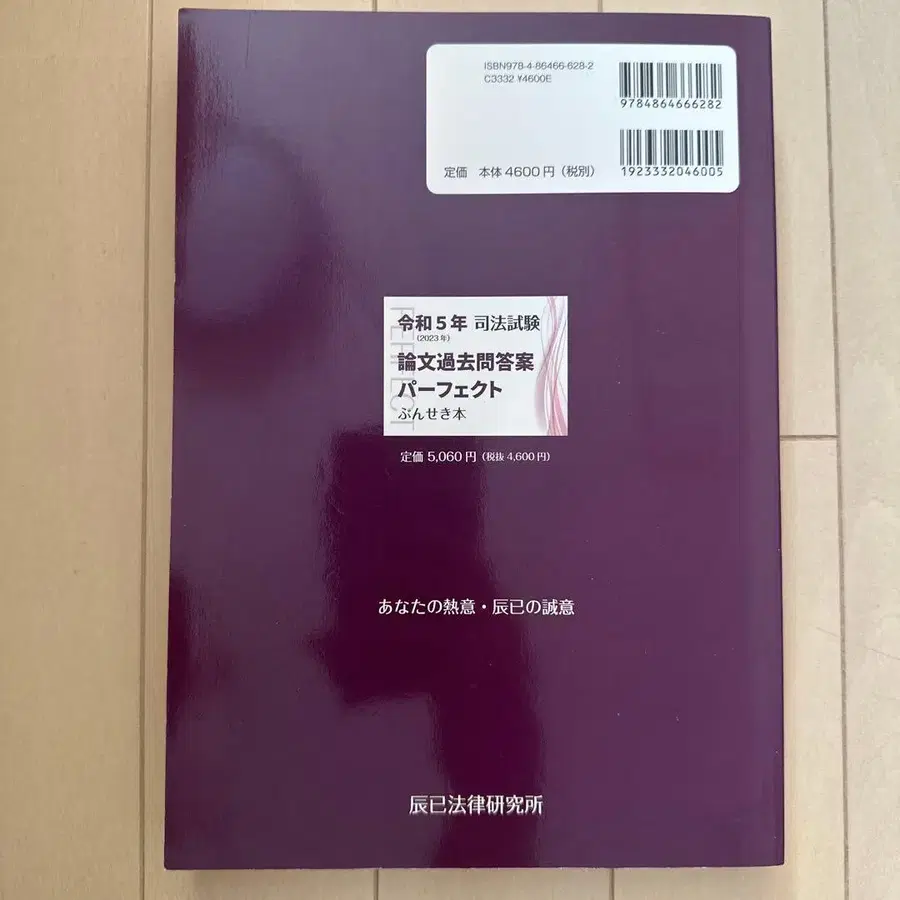 ISBN978-4-86466-628-2
C3332 ¥4600E
9784864666282
定価 本体4600円（税別）
1923332046005
PERFECT
令和5年 司法試験
(2023年)
論文過去問答案
パーフェクト
ぶんせき本
定価 5,060円（税抜 4,600円）
あなたの熱意・辰已の誠意
辰已法律研究所